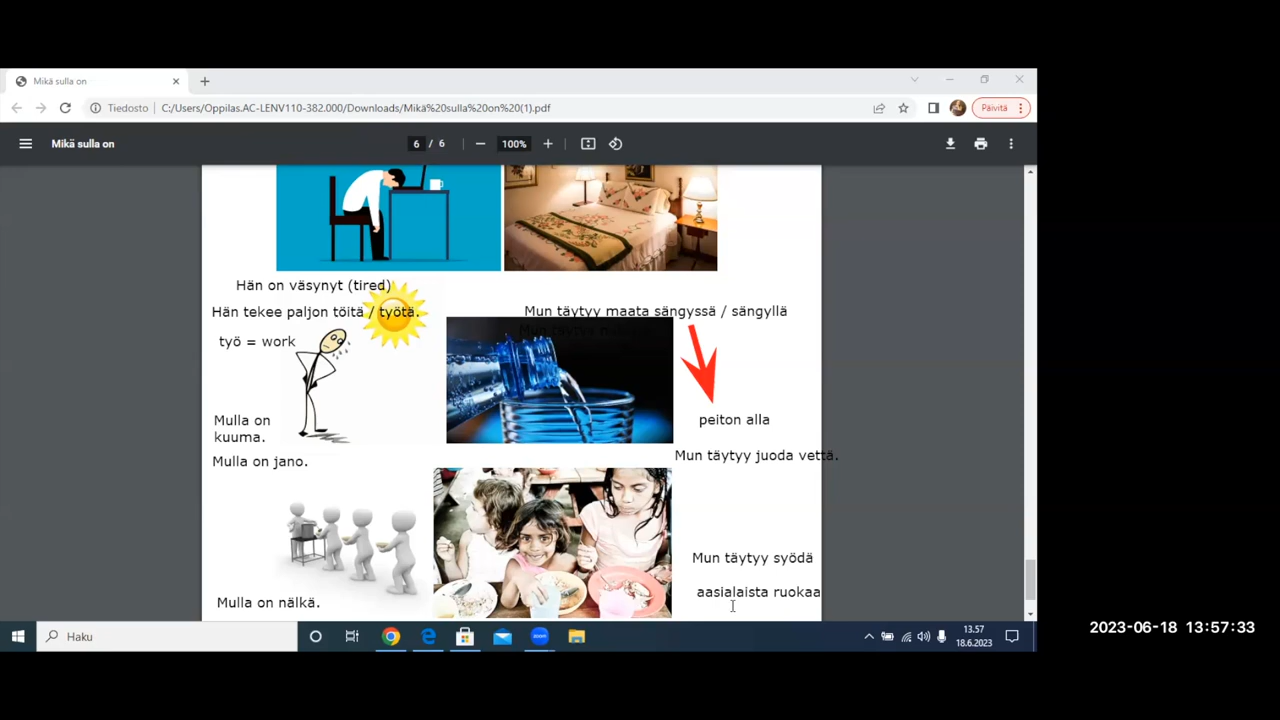 Mikä sulla on
Tiedosto
C:/Users/Oppilas.AC-LENV110-382.000/Downloads/Mikä%20sulla%20on%20(1).pdf
Päivitä
Mikä sulla on
6 / 6
100%
Hän on väsynyt (tired)
Hän tekee paljon töitä / työtä.
Mun täytyy maata sängyssä / sängyllä
työ = work
peiton alla
Mulla on
kuuma.
Mun täytyy juoda vettä.
Mulla on jano.
Mun täytyy syödä
aasialaista ruokaa
Mulla on nälkä.
Haku
zoom
13.57
18.6.2023
2023-06-18 13:57:33